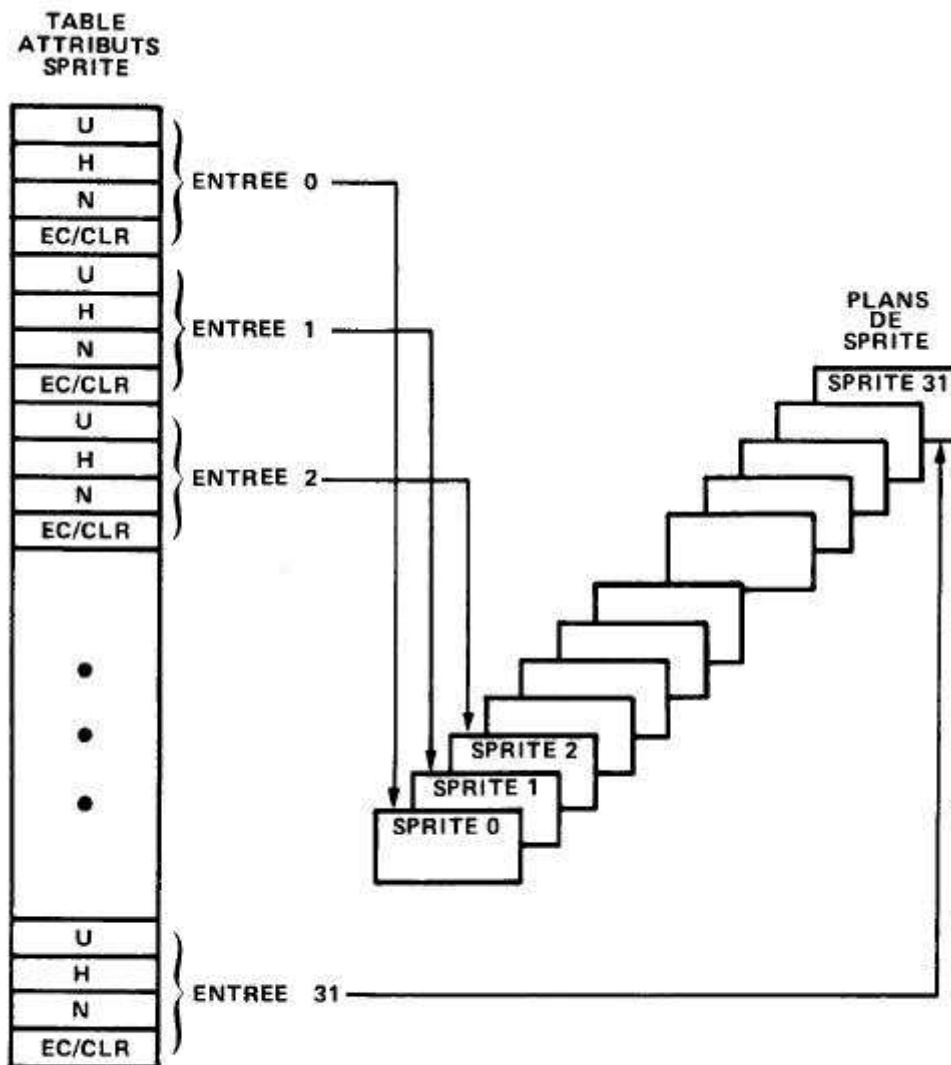 TABLE
ATTRIBUTS
SPRITE
U
H
N
EC/CLR
ENTREE 0
U
H
N
EC/CLR
ENTREE 1
U
H
N
EC/CLR
ENTREE 2
U
H
N
EC/CLR
ENTREE 31
PLANS
DE
SPRITE
SPRITE 31
SPRITE 2
SPRITE 1
SPRITE 0